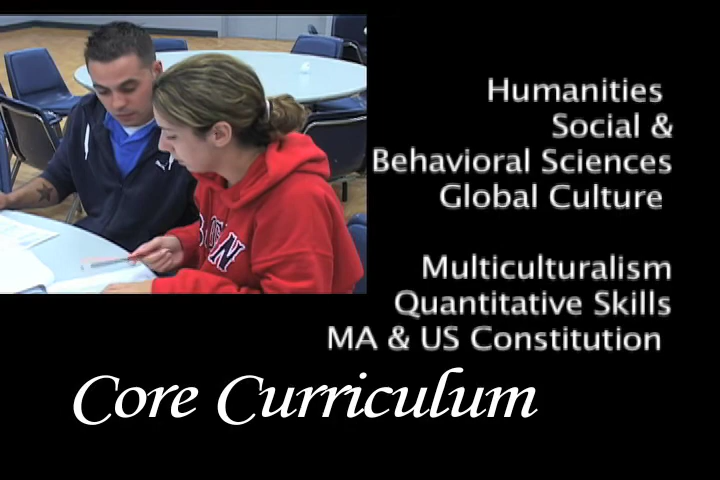 Humanities
Social &
Behavioral Sciences
Global Culture
Multiculturalism
Quantitative Skills
MA & US Constitution
Core Curriculum